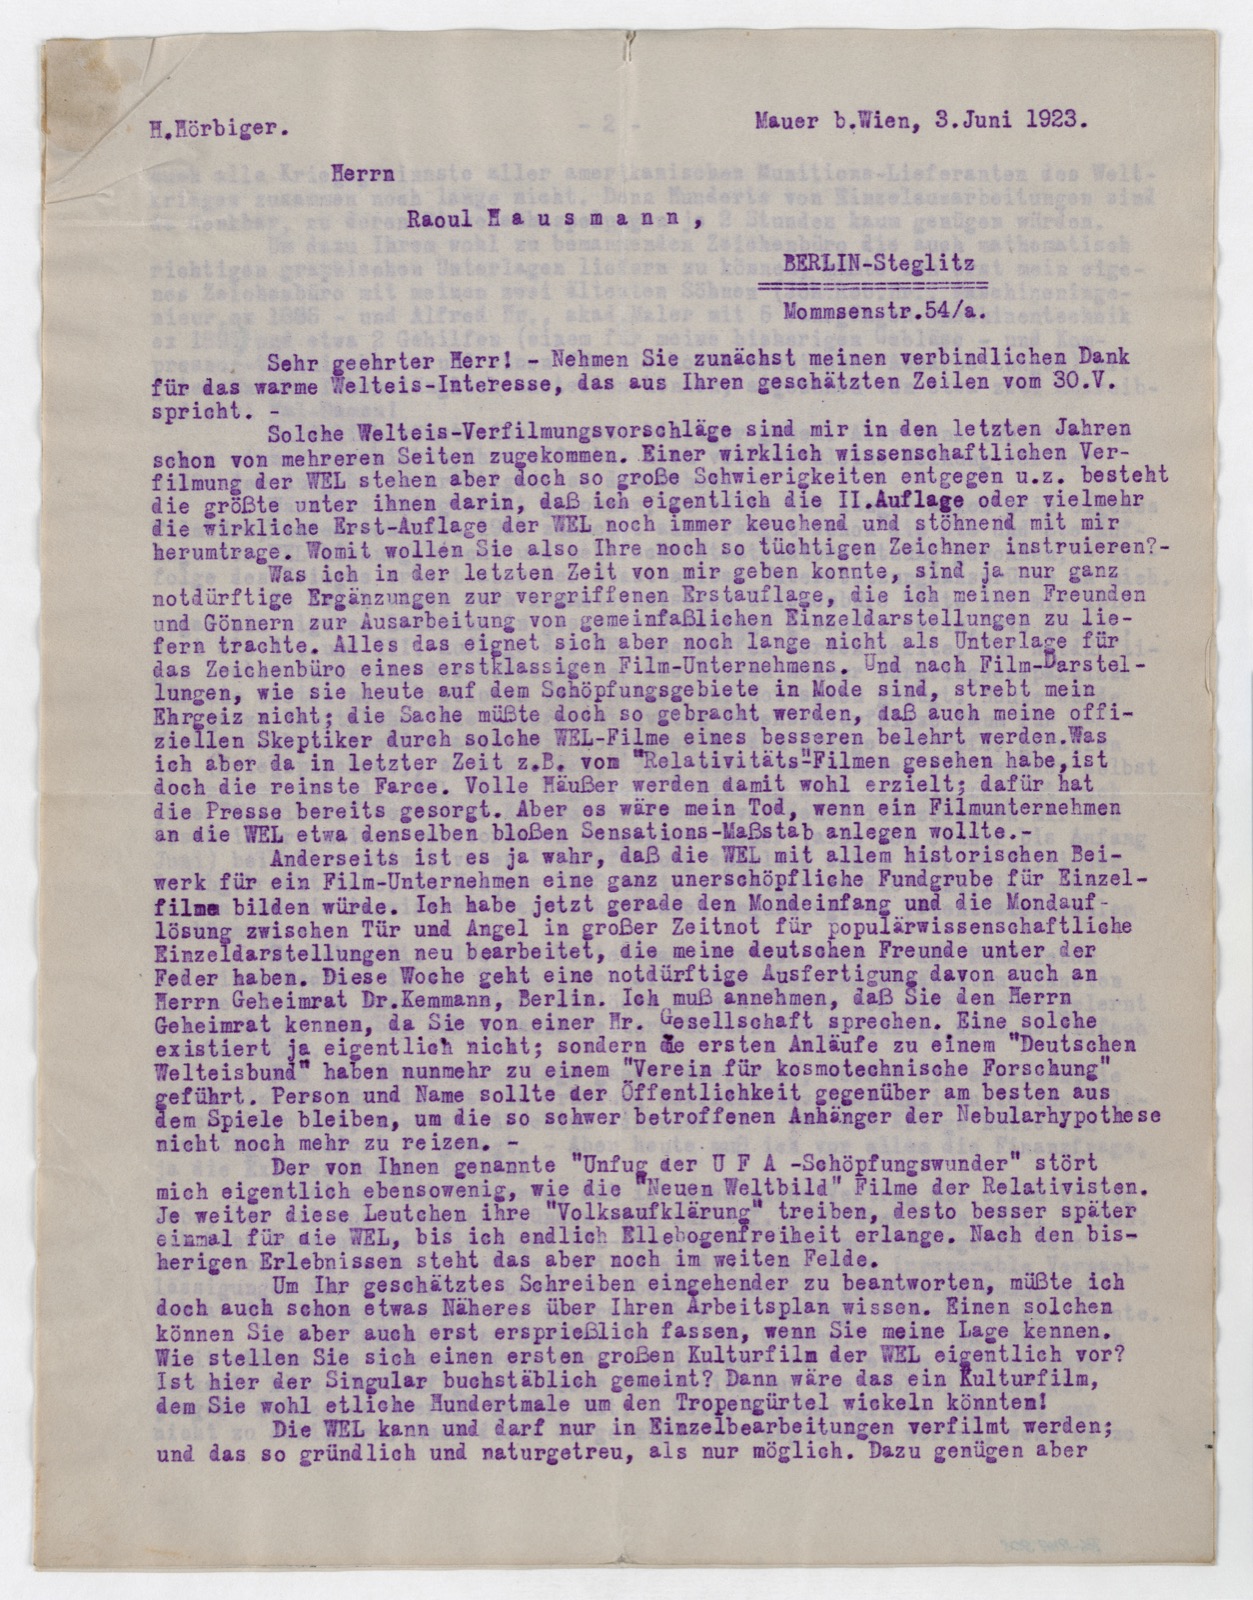 H.Hörbiger.
Mauer b.Wien, 3.Juni 1923.
Herrn
Raoul H a u s m a n n ,
BERLIN-Steglitz
Mommsenstr.54/a.
Sehr geehrter Herr! - Nehmen Sie zunächst meinen verbindlichen Dank
für das warme Welteis-Interesse, das aus Ihren geschätzten Zeilen vom 30.V.
spricht. -
Solche Welteis-Verfilmungsvorschläge sind mir in den letzten Jahren
schon von mehreren Seiten zugekommen. Einer wirklich wissenschaftlichen Ver-
filmung der WEL stehen aber doch so große Schwierigkeiten entgegen u.z. besteht
die größte unter ihnen darin, daß ich eigentlich die II.Auflage oder vielmehr
die wirkliche Erst-Auflage der WEL noch immer keuchend und stöhnend mit mir
herumtrage. Womit wollen Sie also Ihre noch so tüchtigen Zeichner instruieren?-
Was ich in der letzten Zeit von mir geben konnte, sind ja nur ganz
notdürftige Ergänzungen zur vergriffenen Erstauflage, die ich meinen Freunden
und Gönnern zur Ausarbeitung von gemeinfaßlichen Einzeldarstellungen zu lie-
fern trachte. Alles das eignet sich aber noch lange nicht als Unterlage für
das Zeichenbüro eines erstklassigen Film-Unternehmens. Und nach Film-Darstel-
lungen, wie sie heute auf dem Schöpfungsgebiete in Mode sind, strebt mein
Ehrgeiz nicht; die Sache müßte doch so gebracht werden, daß auch meine offi-
ziellen Skeptiker durch solche WEL-Filme eines besseren belehrt werden.Was
ich aber da in letzter Zeit z.B. vom "Relativitäts"-Filmen gesehen habe,ist
doch die reinste Farce. Volle Häußer werden damit wohl erzielt; dafür hat
die Presse bereits gesorgt. Aber es wäre mein Tod, wenn ein Filmunternehmen
an die WEL etwa denselben bloßen Sensations-Maßstab anlegen wollte.-
Anderseits ist es ja wahr, daß die WEL mit allem historischen Bei-
werk für ein Film-Unternehmen eine ganz unerschöpfliche Fundgrube für Einzel-
filme bilden würde. Ich habe jetzt gerade den Mondeinfang und die Mondauf-
lösung zwischen Tür und Angel in großer Zeitnot für populärwissenschaftliche
Einzeldarstellungen neu bearbeitet, die meine deutschen Freunde unter der
Feder haben. Diese Woche geht eine notdürftige Ausfertigung davon auch an
Herrn Geheimrat Dr.Kemmann, Berlin. Ich muß annehmen, daß Sie den Herrn
Geheimrat kennen, da Sie von einer Hr. Gesellschaft sprechen. Eine solche
existiert ja eigentlich nicht; sondern die ersten Anläufe zu einem "Deutschen
Welteisbund" haben nunmehr zu einem "Verein für kosmotechnische Forschung"
geführt. Person und Name sollte der Öffentlichkeit gegenüber am besten aus
dem Spiele bleiben, um die so schwer betroffenen Anhänger der Nebularhypothese
nicht noch mehr zu reizen. -
Der von Ihnen genannte "Unfug der U F A -Schöpfungswunder" stört
mich eigentlich ebensowenig, wie die "Neuen Weltbild" Filme der Relativisten.
Je weiter diese Leutchen ihre "Volksaufklärung" treiben, desto besser später
einmal für die WEL, bis ich endlich Ellebogenfreiheit erlange. Nach den bis-
herigen Erlebnissen steht das aber noch im weiten Felde.
Um Ihr geschätztes Schreiben eingehender zu beantworten, müßte ich
doch auch schon etwas Näheres über Ihren Arbeitsplan wissen. Einen solchen
können Sie aber auch erst ersprießlich fassen, wenn Sie meine Lage kennen.
Wie stellen Sie sich einen ersten großen Kulturfilm der WEL eigentlich vor?
Ist hier der Singular buchstäblich gemeint? Dann wäre das ein Kulturfilm,
dem Sie wohl etliche Hundertmale um den Tropengürtel wickeln könnten!
Die WEL kann und darf nur in Einzelbearbeitungen verfilmt werden;
und das so gründlich und naturgetreu, als nur möglich. Dazu genügen aber